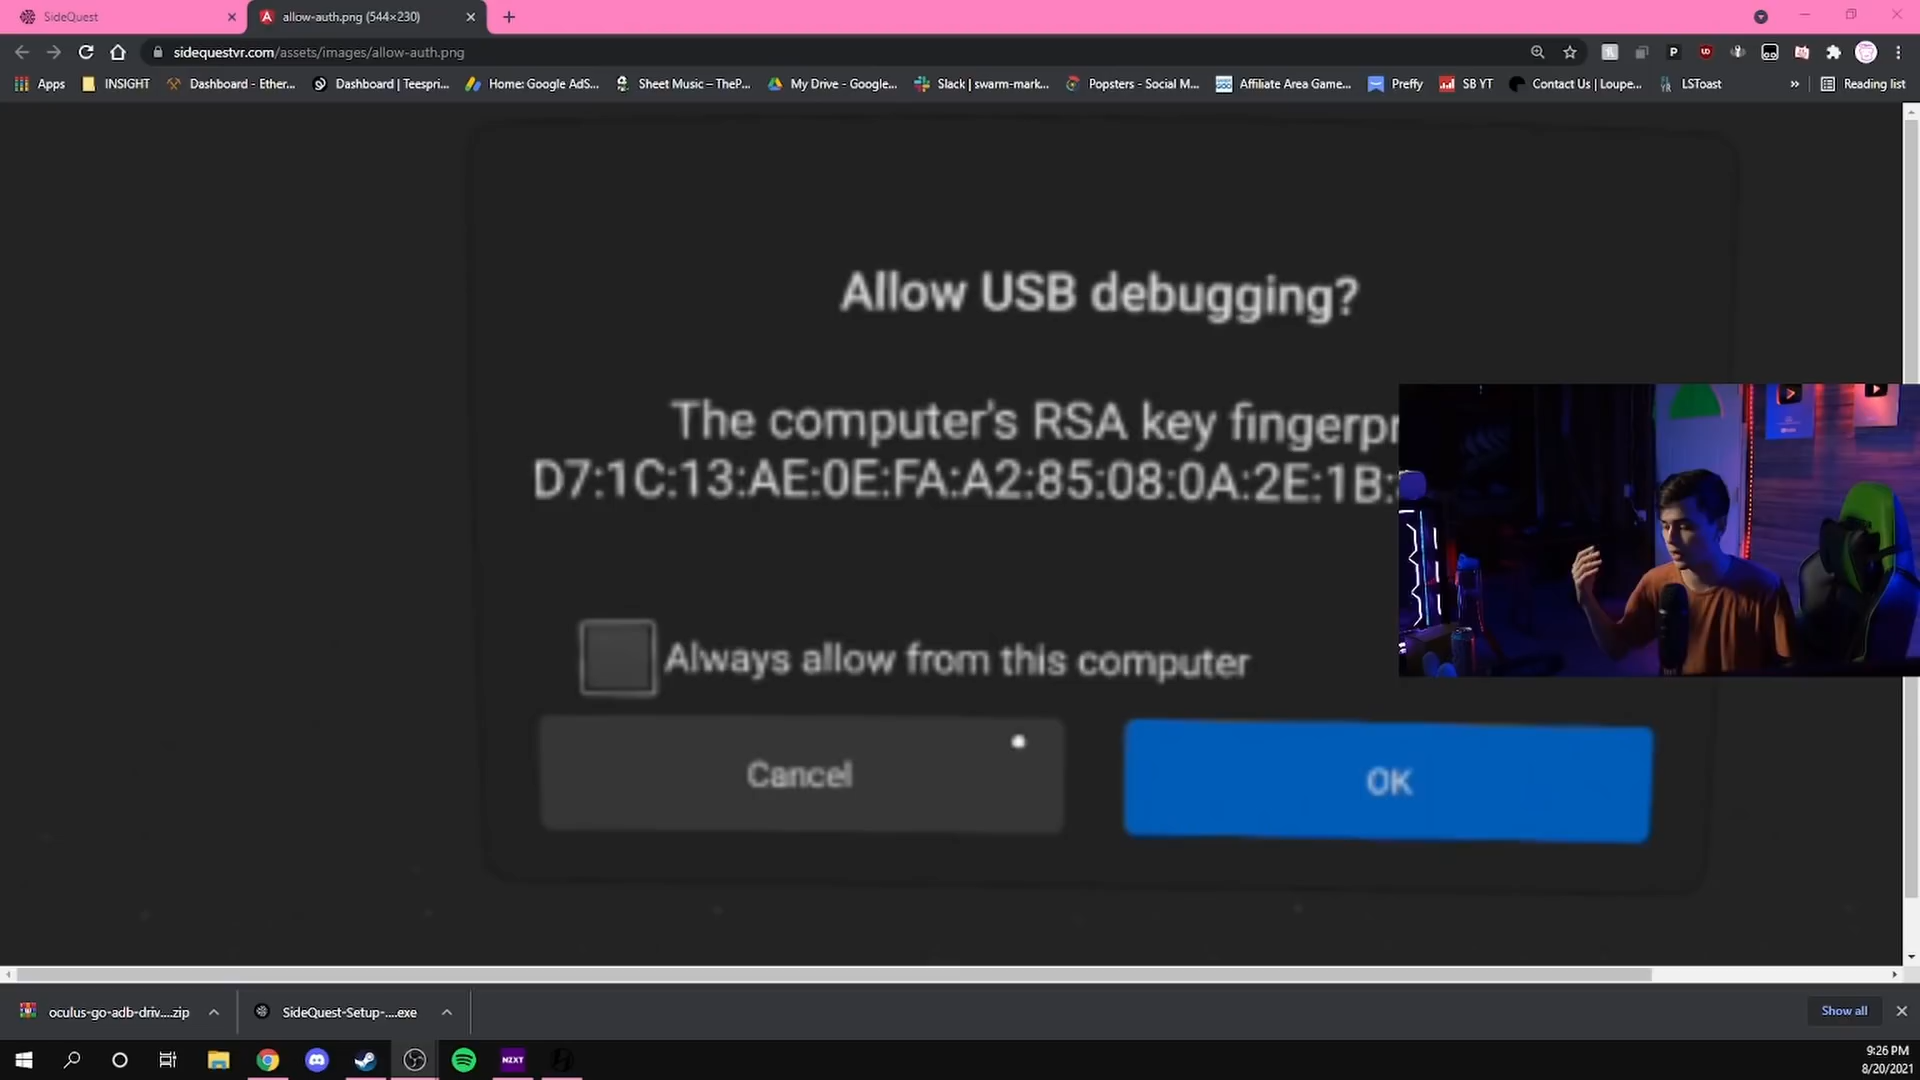 SideQuest
allow-auth.png (544×230)
sidequestvr.com/assets/images/allow-auth.png
Apps
INSIGHT
Dashboard - Ether...
Dashboard | Teespri...
Home: Google AdS...
Sheet Music – TheP...
My Drive - Google...
Slack | swarm-mark...
Popsters - Social M...
Affiliate Area Game...
Preffy
SB YT
Contact Us | Loupe...
LSToast
»
Reading list
Allow USB debugging?
The computer's RSA key fingerpr
D7:1C:13:AE:0E:FA:A2:85:08:0A:2E:1B:
Always allow from this computer
Cancel
OK
oculus-go-adb-driv....zip
SideQuest-Setup-....exe
Show all
NZXT
9:26 PM
8/20/2021